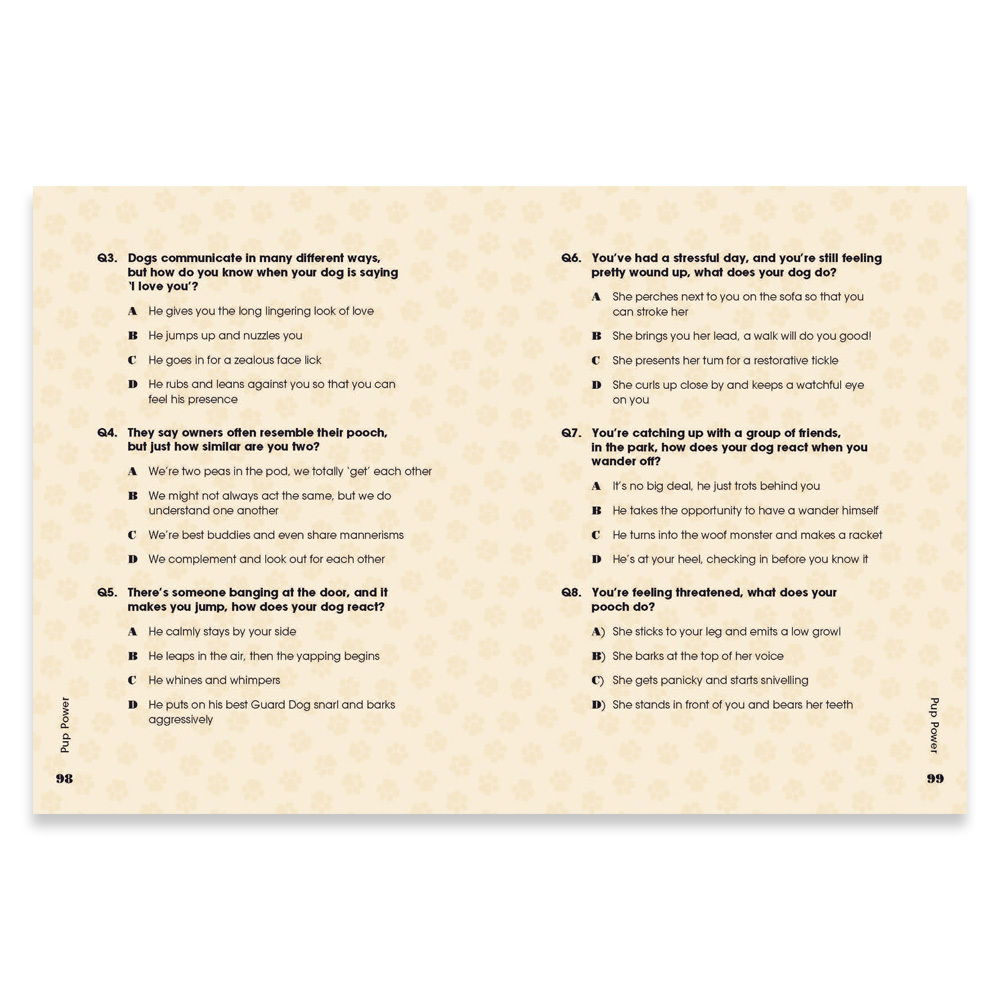 Q3. Dogs communicate in many different ways,
but how do you know when your dog is saying
‘I love you’?
A He gives you the long lingering look of love
B He jumps up and nuzzles you
C He goes in for a zealous face lick
D He rubs and leans against you so that you can
feel his presence
Q4. They say owners often resemble their pooch,
but just how similar are you two?
A We’re two peas in the pod, we totally ‘get’ each other
B We might not always act the same, but we do
understand one another
C We’re best buddies and even share mannerisms
D We complement and look out for each other
Q5. There’s someone banging at the door, and it
makes you jump, how does your dog react?
A He calmly stays by your side
B He leaps in the air, then the yapping begins
C He whines and whimpers
D He puts on his best Guard Dog snarl and barks
aggressively
Pup Power
98
Q6. You’ve had a stressful day, and you’re still feeling
pretty wound up, what does your dog do?
A She perches next to you on the sofa so that you
can stroke her
B She brings you her lead, a walk will do you good!
C She presents her tum for a restorative tickle
D She curls up close by and keeps a watchful eye
on you
Q7. You’re catching up with a group of friends,
in the park, how does your dog react when you
wander off?
A It’s no big deal, he just trots behind you
B He takes the opportunity to have a wander himself
C He turns into the woof monster and makes a racket
D He’s at your heel, checking in before you know it
Q8. You’re feeling threatened, what does your
pooch do?
A) She sticks to your leg and emits a low growl
B) She barks at the top of her voice
C) She gets panicky and starts snivelling
D) She stands in front of you and bears her teeth
Pup Power
99